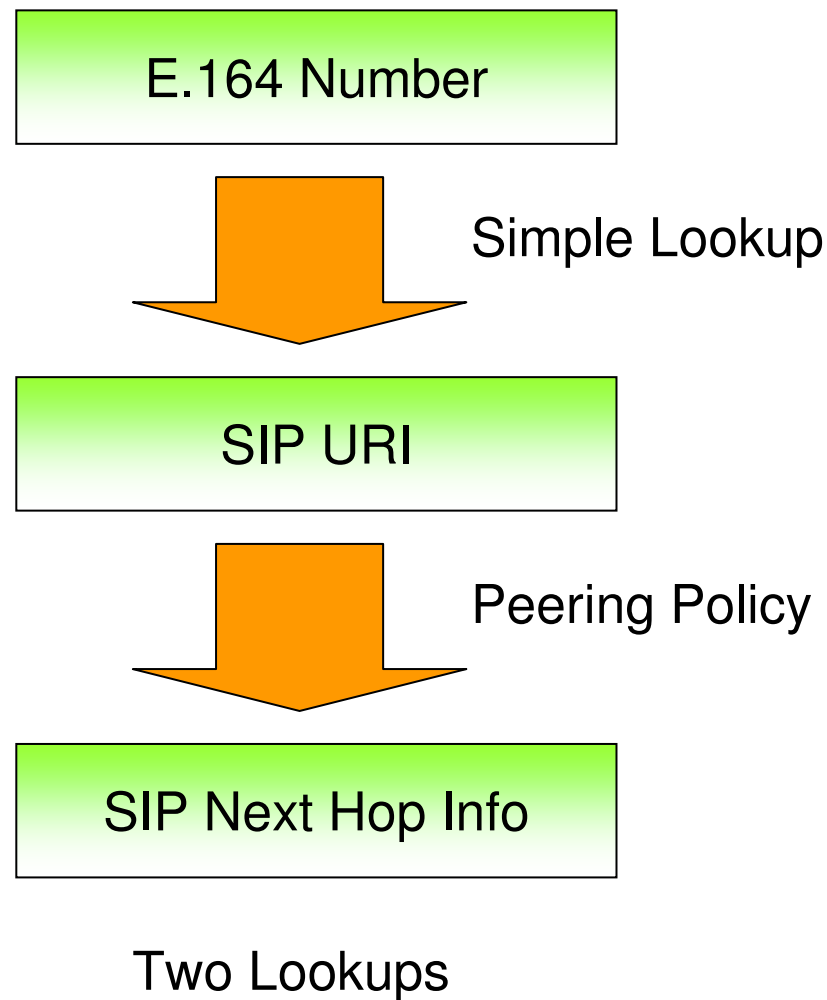 E.164 Number
Simple Lookup
SIP URI
Peering Policy
SIP Next Hop Info
Two Lookups